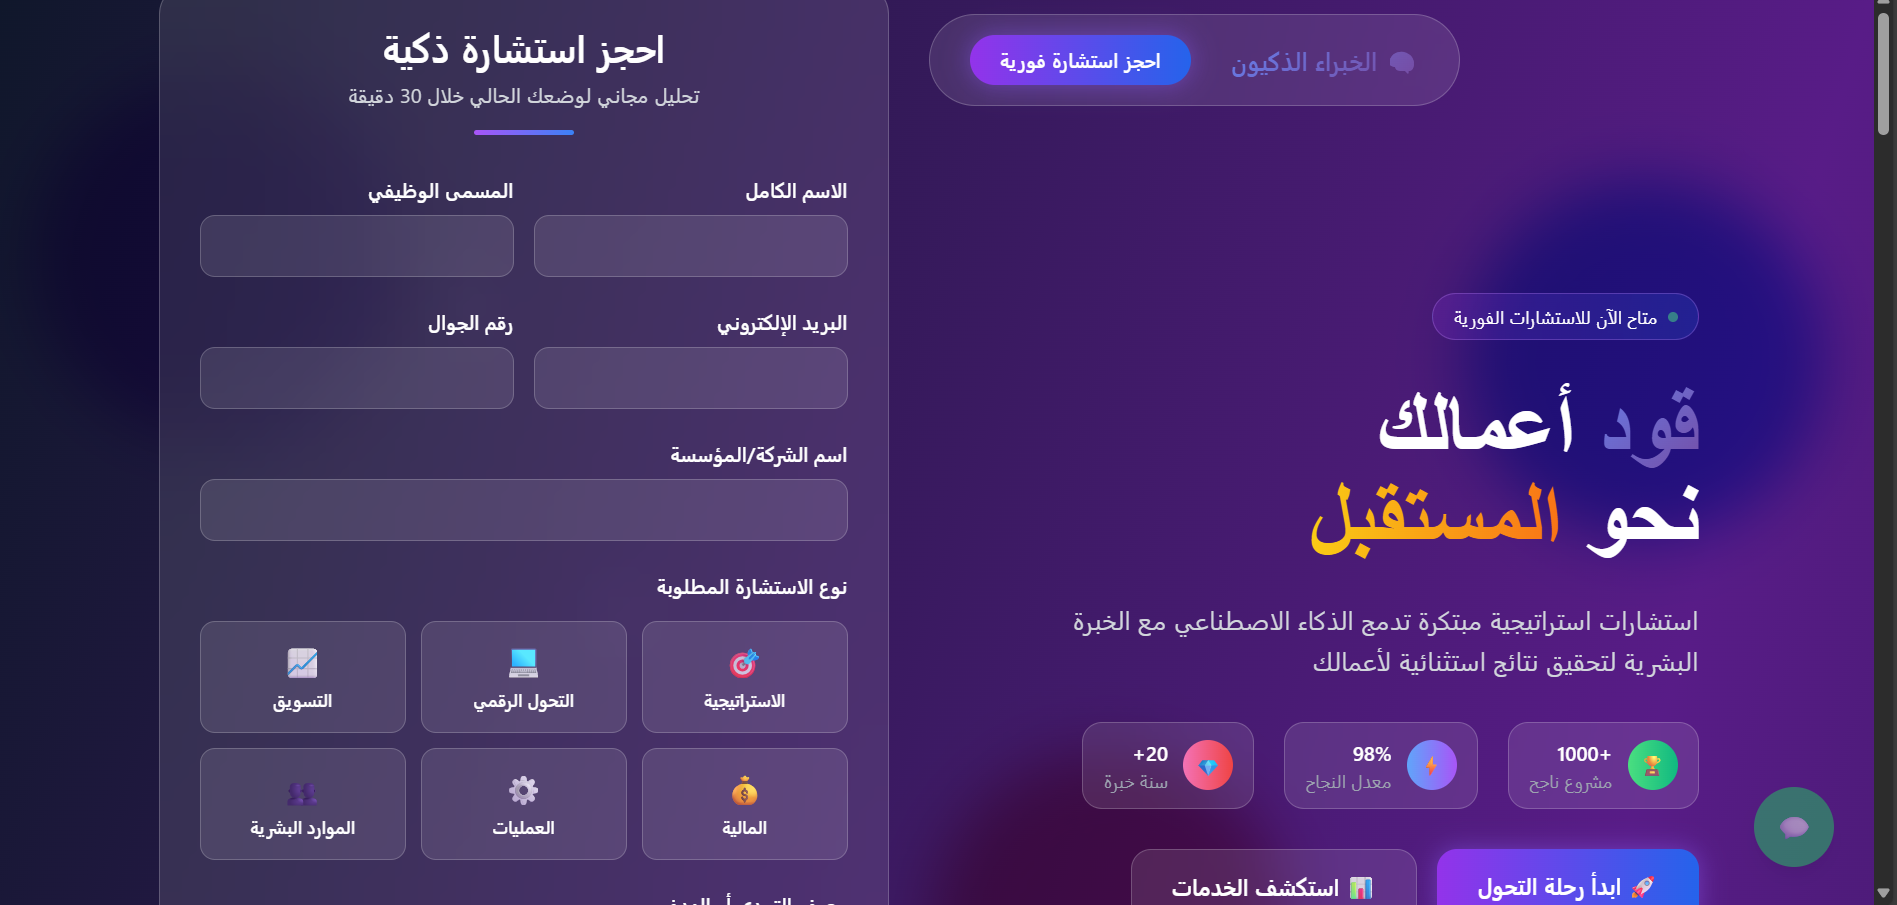 الخبراء الذكيون
احجز استشارة فورية
متاح الآن للاستشارات الفورية
قود أعمالك
نحو المستقبل
استشارات استراتيجية مبتكرة تدمج الذكاء الاصطناعي مع الخبرة
البشرية لتحقيق نتائج استثنائية لأعمالك
1000+
مشروع ناجح
98%
معدل النجاح
20+
سنة خبرة
ابدأ رحلة التحول
استكشف الخدمات
احجز استشارة ذكية
تحليل مجاني لوضعك الحالي خلال 30 دقيقة
الاسم الكامل
المسمى الوظيفي
البريد الإلكتروني
رقم الجوال
اسم الشركة/المؤسسة
نوع الاستشارة المطلوبة
الاستراتيجية
التحول الرقمي
التسويق
المالية
العمليات
الموارد البشرية